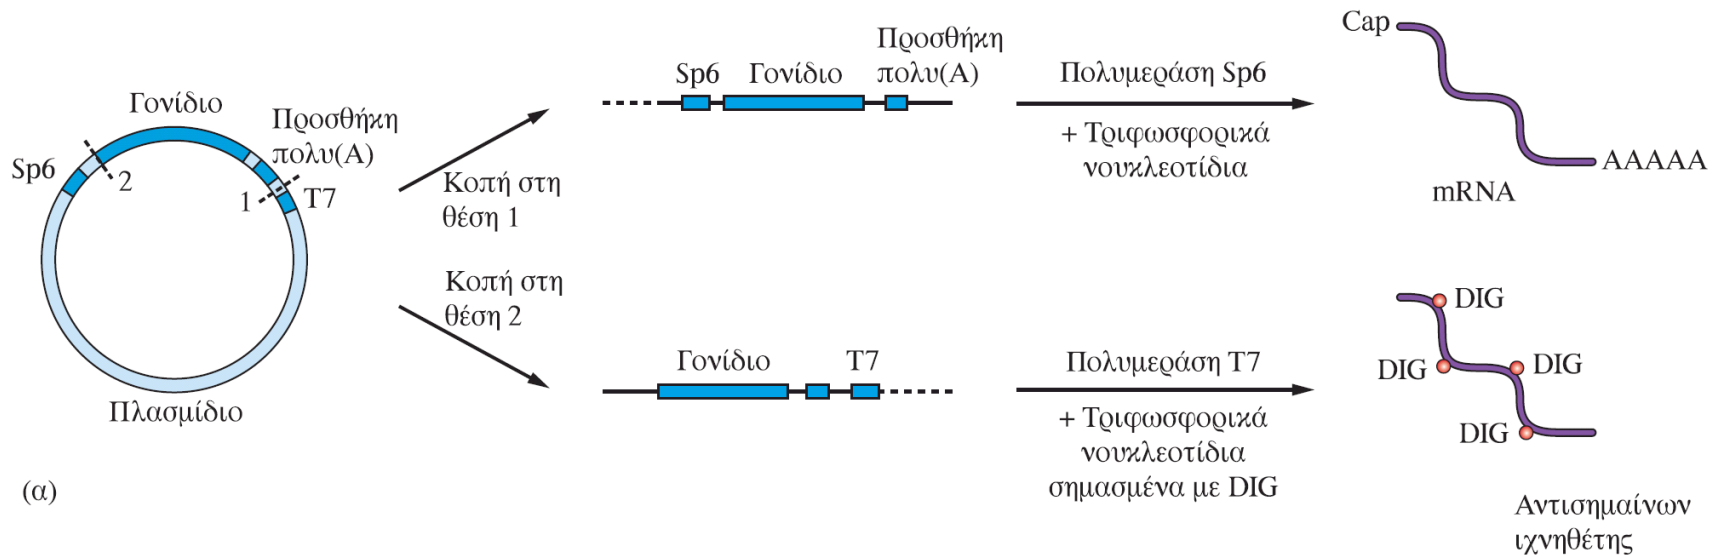 Γονίδιο
Προσθήκη
πολυ(Α)
Sp6
2
1
T7
Πλασμίδιο
(α)
Κοπή στη
θέση 1
Κοπή στη
θέση 2
Sp6
Γονίδιο
Προσθήκη
πολυ(Α)
Πολυμεράση Sp6
+ Τριφωσφορικά
νουκλεοτίδια
Cap
AAAAA
mRNA
Γονίδιο
T7
Πολυμεράση T7
+ Τριφωσφορικά
νουκλεοτίδια
σημασμένα με DIG
DIG
DIG
DIG
DIG
Αντισημαίνων
ιχνηθέτης